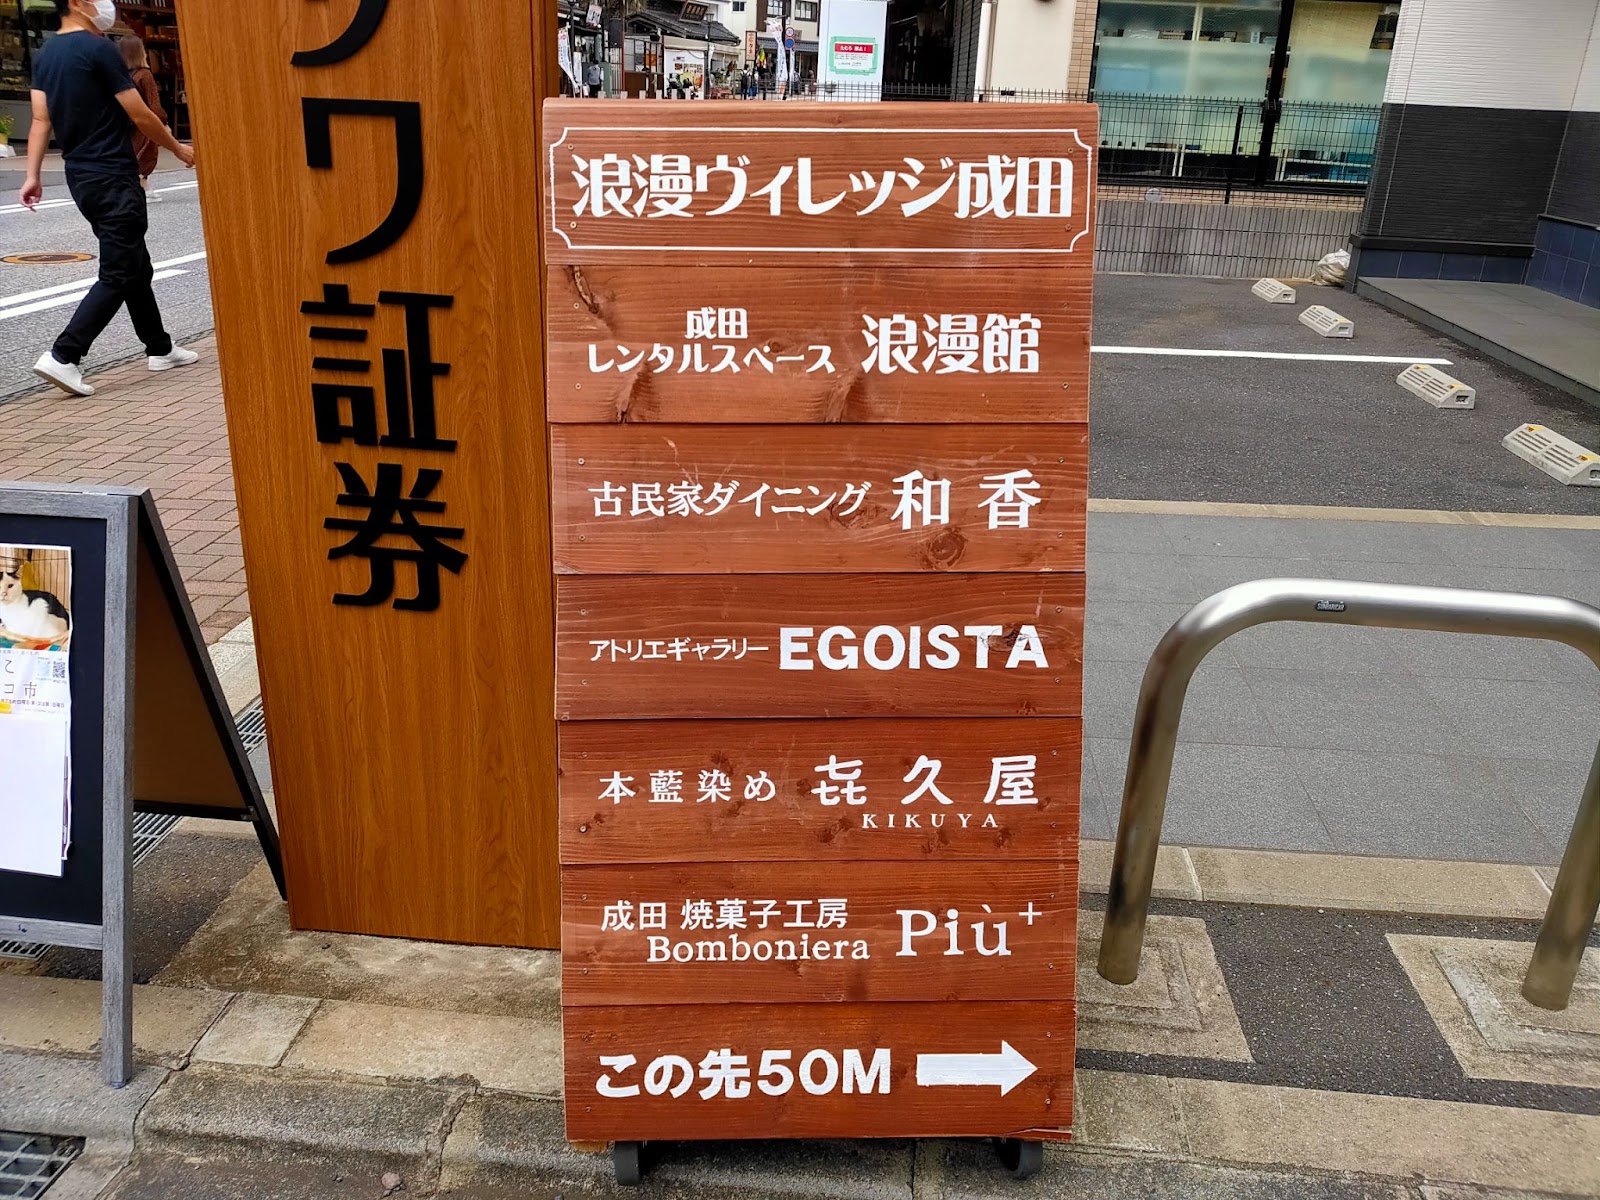 ワ証券
浪漫ヴィレッジ成田
成田
レンタルスペース 浪漫館
古民家ダイニング 和香
アトリエギャラリー EGOISTA
本藍染め 㐂久屋
KIKUYA
成田 焼菓子工房
Bomboniera Più+
この先50M
コ市